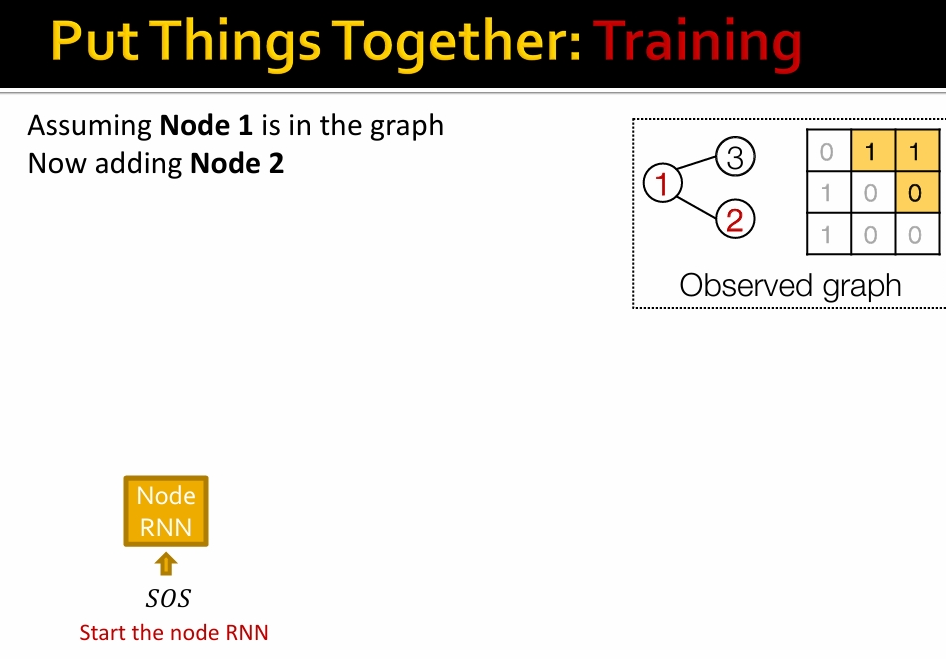 Put Things Together: Training
Assuming Node 1 is in the graph
Now adding Node 2
1
3
2
0 1 1
1 0 0
1 0 0
Observed graph
Node
RNN
SOS
Start the node RNN